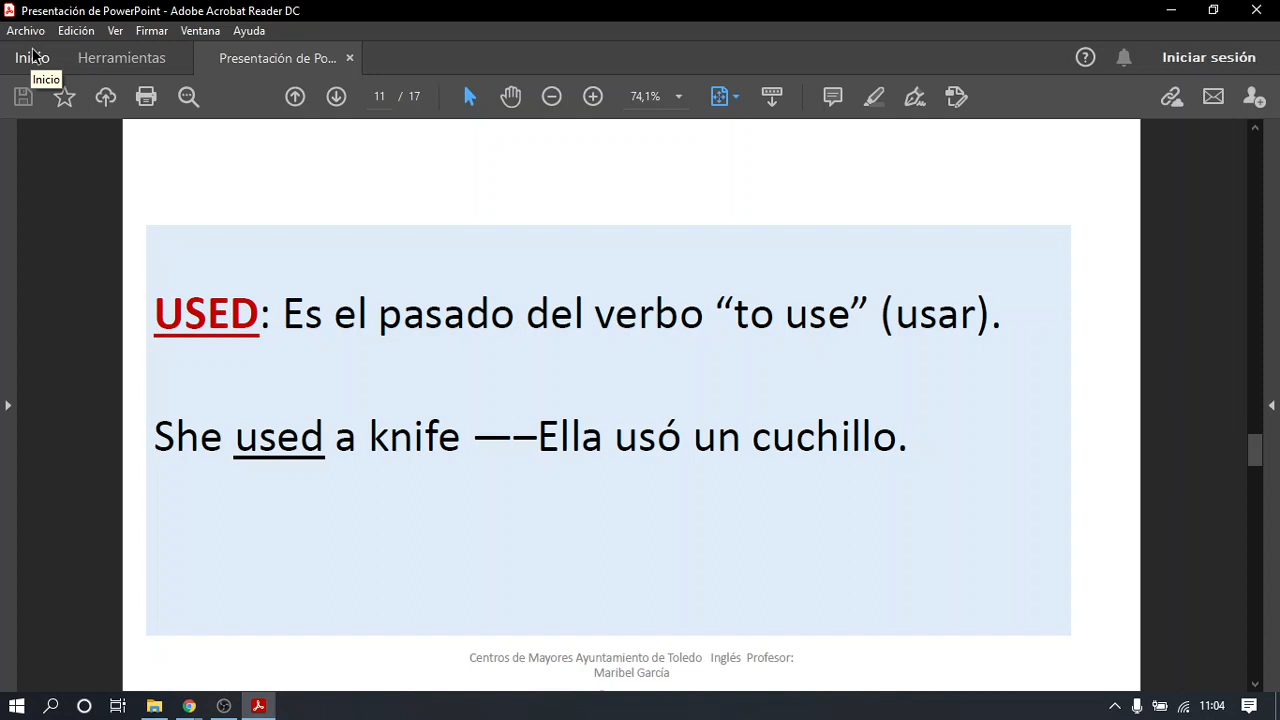 Presentación de PowerPoint - Adobe Acrobat Reader DC
Archivo Edición Ver Firmar Ventana Ayuda
Inicio Herramientas Presentación de Po... × Iniciar sesión
Inicio
11 / 17 74,1%
USED: Es el pasado del verbo “to use” (usar).
She used a knife —–Ella usó un cuchillo.
Centros de Mayores Ayuntamiento de Toledo Inglés Profesor:
Maribel García
11:04